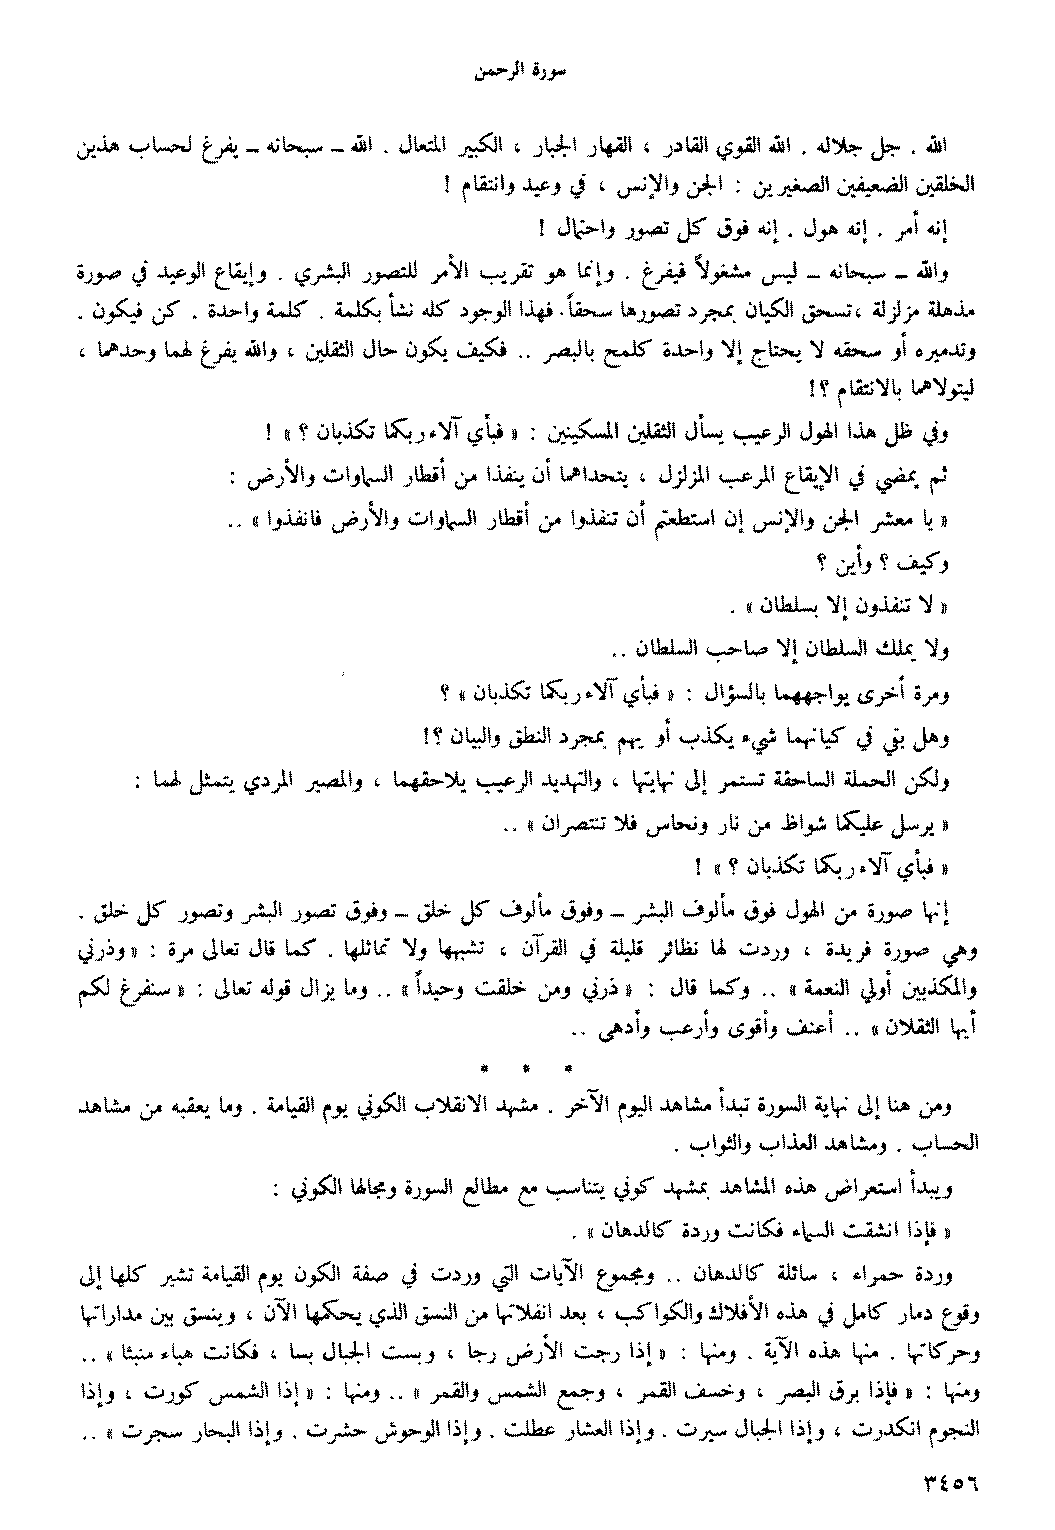 سورة الرحمن
الله . جل جلاله . الله القوي القادر ، القهار الجبار ، الكبير المتعال . الله ــ سبحانه ــ يفرغ لحساب هذين
الخلقين الضعيفين الصغيرين : الجن والإنس ، في وعيد وانتقام !
إنه أمر . إنه هول . إنه فوق كل تصور واحتمال !
والله ــ سبحانه ــ ليس مشغولاً فيفرغ . وإنما هو تقريب الأمر للتصور البشري . وإيقاع الوعيد في صورة
مذهلة مزلزلة ، تسحق الكيان بمجرد تصورها سحقاً . فهذا الوجود كله نشأ بكلمة . كلمة واحدة . كن فيكون .
وتدميره أو سحقه لا يحتاج إلا واحدة كلمح بالبصر .. فكيف يكون حال الثقلين ، والله يفرغ لهما وحدهما ،
ليتولاهما بالانتقام ؟!
وفي ظل هذا الهول الرعيب يسأل الثقلين المسكينين : « فبأي آلاء ربكما تكذبان ؟ » !
ثم يمضي في الإيقاع المرعب المزلزل ، يتحداهما أن ينفذا من أقطار السماوات والأرض :
« يا معشر الجن والإنس إن استطعتم أن تنفذوا من أقطار السماوات والأرض فانفذوا » ..
وكيف ؟ وأين ؟
« لا تنفذون إلا بسلطان » .
ولا يملك السلطان إلا صاحب السلطان ..
ومرة أخرى يواجههما بالسؤال : « فبأي آلاء ربكما تكذبان » ؟
وهل بقي في كيانهما شيء يكذب أو يهم بمجرد النطق والبيان ؟!
ولكن الحملة الساحقة تستمر إلى نهايتها ، والتهديد الرعيب يلاحقهما ، والمصير المردي يتمثل لهما :
« يرسل عليكما شواظ من نار ونحاس فلا تنتصران » ..
« فبأي آلاء ربكما تكذبان ؟ » !
إنها صورة من الهول فوق مألوف البشر ــ وفوق مألوف كل خلق ــ وفوق تصور البشر وتصور كل خلق .
وهي صورة فريدة ، وردت لها نظائر قليلة في القرآن ، تشبهها ولا تماثلها . كما قال تعالى مرة : « وذرني
والمكذبين أولي النعمة » .. وكما قال : « ذرني ومن خلقت وحيداً » .. وما يزال قوله تعالى : « سنفرغ لكم
أيها الثقلان » .. أعنف وأقوى وأرعب وأدهى ..
* * *
ومن هنا إلى نهاية السورة تبدأ مشاهد اليوم الآخر . مشهد الانقلاب الكوني يوم القيامة . وما يعقبه من مشاهد
الحساب . ومشاهد العذاب والثواب .
ويبدأ استعراض هذه المشاهد بمشهد كوني يتناسب مع مطالع السورة ومجالها الكوني :
« فإذا انشقت السماء فكانت وردة كالدهان » .
وردة حمراء ، سائلة كالدهان .. ومجموع الآيات التي وردت في صفة الكون يوم القيامة تشير كلها إلى
وقوع دمار كامل في هذه الأفلاك والكواكب ، بعد انفلاتها من النسق الذي يحكمها الآن ، وينسق بين مداراتها
وحركاتها . منها هذه الآية . ومنها : « إذا رجت الأرض رجا ، وبست الجبال بسا ، فكانت هباء منبثا » ..
ومنها : « فإذا برق البصر ، وخسف القمر ، وجمع الشمس والقمر » .. ومنها : « إذا الشمس كورت ، وإذا
النجوم انكدرت ، وإذا الجبال سيرت . وإذا العشار عطلت . وإذا الوحوش حشرت . وإذا البحار سجرت » ..
٣٤٥٦